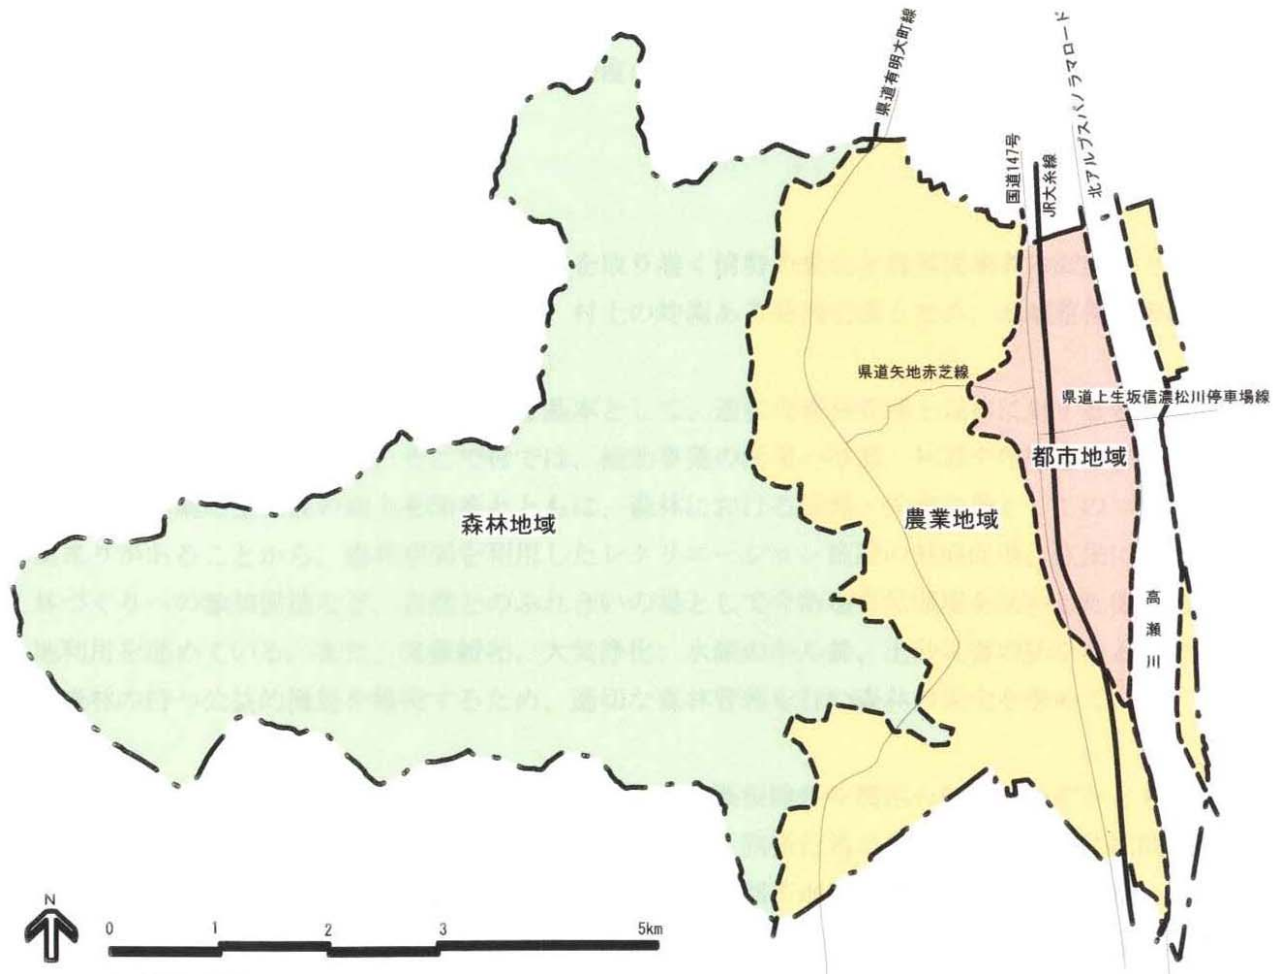 県道有明大町線
国道147号
JR大糸線
北アルプスパノラマロード
県道矢地赤芝線
県道上生坂信濃松川停車場線
都市地域
農業地域
森林地域
高瀬川
N
0 1 2 3 5km